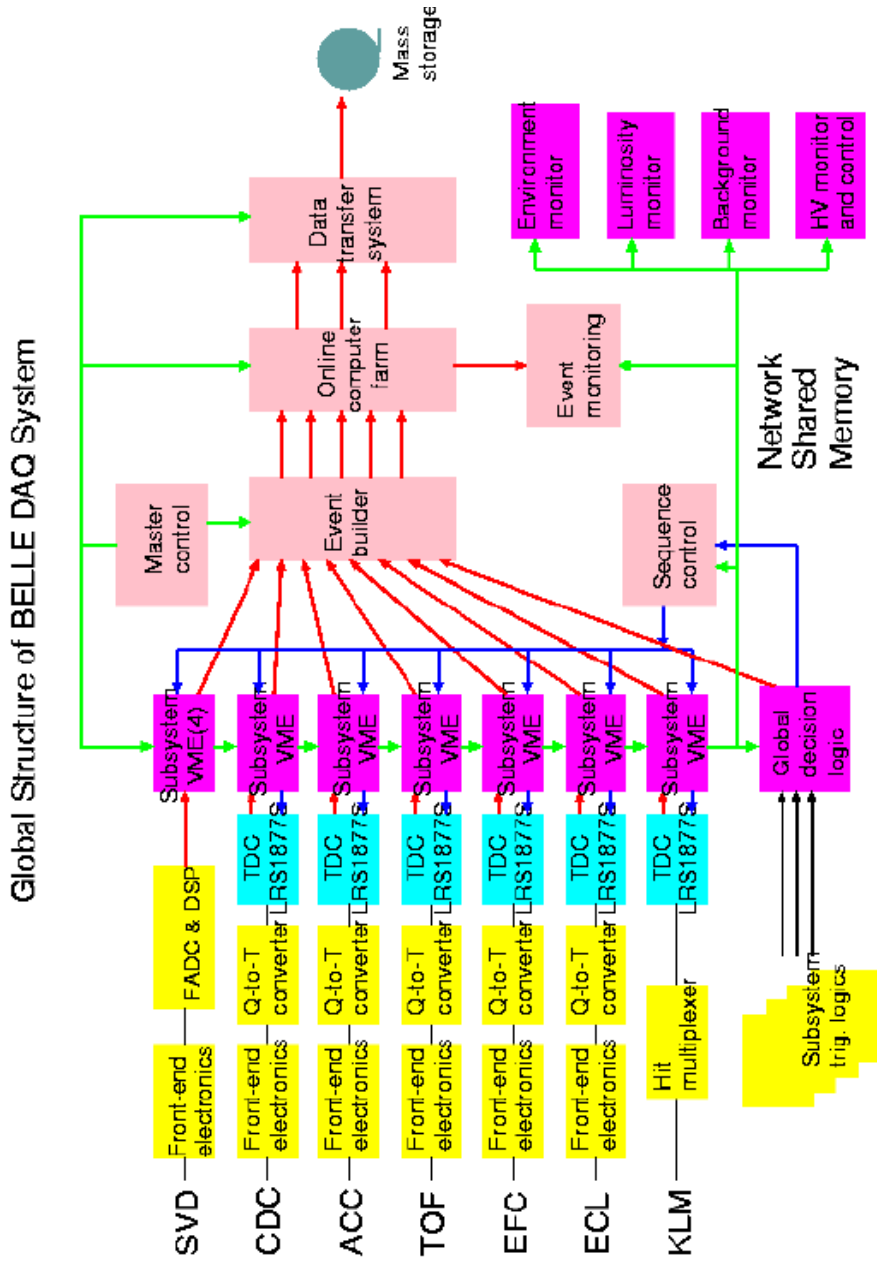 Global Structure of BELLE DAQ System
SVD
Front-end
electronics
FADC & DSP
Subsystem
VME(4)
CDC
Front-end
electronics
Q-to-T
converter
TDC
LRS1877S
Subsystem
VME
ACC
Front-end
electronics
Q-to-T
converter
TDC
LRS1877S
Subsystem
VME
TOF
Front-end
electronics
Q-to-T
converter
TDC
LRS1877S
Subsystem
VME
EFC
Front-end
electronics
Q-to-T
converter
TDC
LRS1877S
Subsystem
VME
ECL
Front-end
electronics
Q-to-T
converter
TDC
LRS1877S
Subsystem
VME
KLM
Hit
multiplexer
TDC
LRS1877S
Subsystem
VME
Subsystem
trig. logics
Global
decision
logic
Master
control
Event
builder
Sequence
control
Online
computer
farm
Event
monitoring
Data
transfer
system
Mass
storage
Network
Shared
Memory
Environment
monitor
Luminosity
monitor
Background
monitor
HV monitor
and control